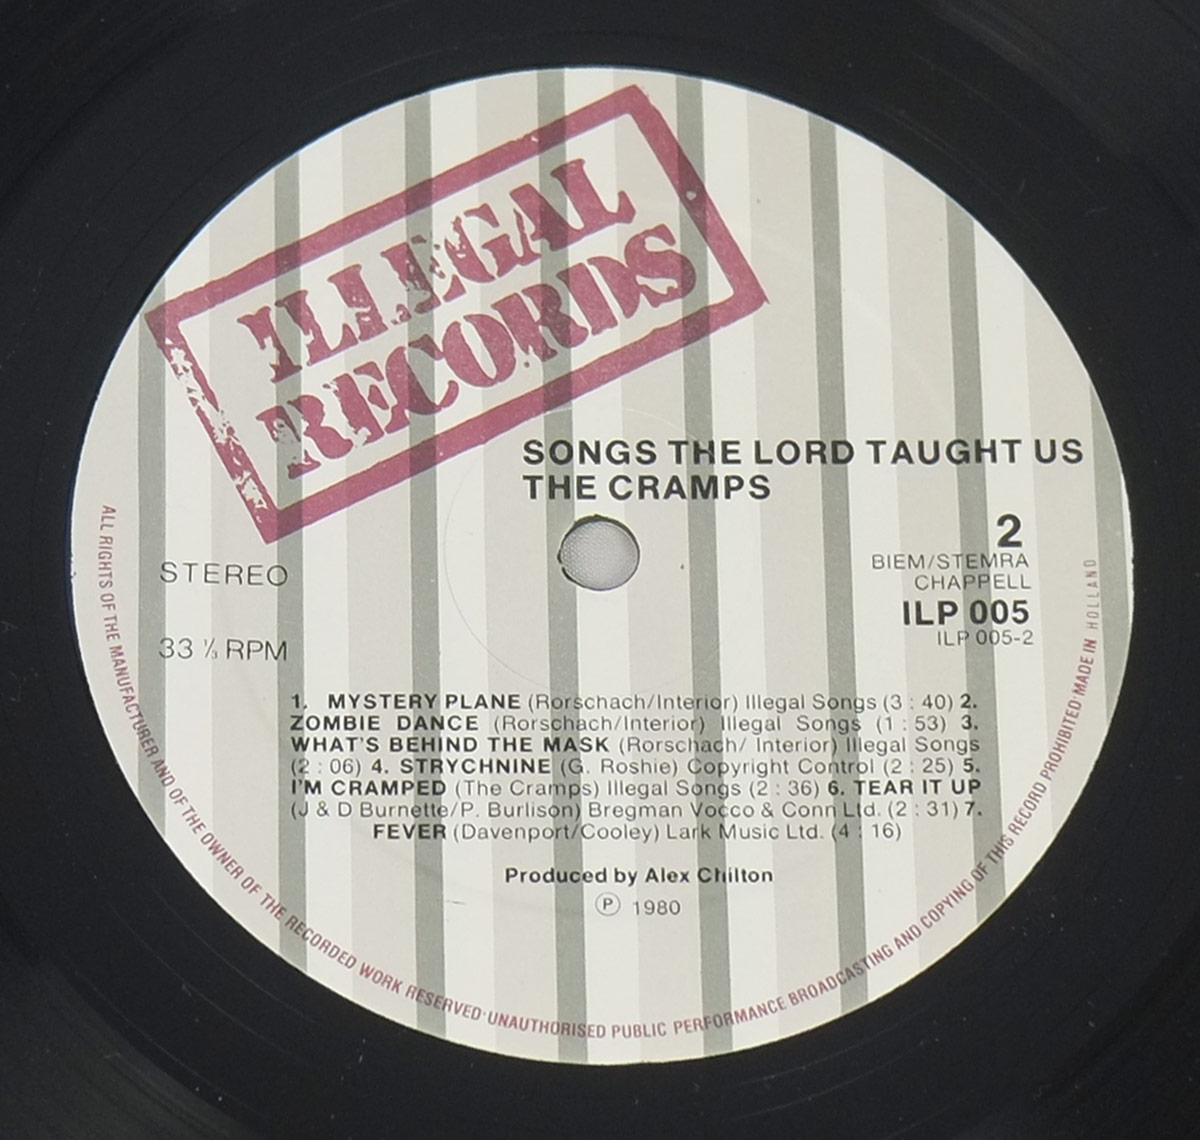 ILLEGAL
RECORDS
SONGS THE LORD TAUGHT US
THE CRAMPS
2
BIEM/STEMRA
CHAPPELL
ILP 005
ILP 005-2
STEREO
33 ⅓ RPM
1. MYSTERY PLANE (Rorschach/Interior) Illegal Songs (3 : 40) 2.
ZOMBIE DANCE (Rorschach/Interior) Illegal Songs (1 : 53) 3.
WHAT'S BEHIND THE MASK (Rorschach/ Interior) Illegal Songs
(2 : 06) 4. STRYCHNINE (G. Roshie) Copyright Control (2 : 25) 5.
I'M CRAMPED (The Cramps) Illegal Songs (2 : 36) 6. TEAR IT UP
(J & D Burnette/P. Burlison) Bregman Vocco & Conn Ltd. (2 : 31) 7.
FEVER (Davenport/Cooley) Lark Music Ltd. (4 : 16)
Produced by Alex Chilton
Ⓟ 1980
ALL RIGHTS OF THE MANUFACTURER AND OF THE OWNER OF THE RECORDED WORK RESERVED·UNAUTHORISED PUBLIC PERFORMANCE BROADCASTING AND COPYING OF THIS RECORD PROHIBITED·MADE IN HOLLAND